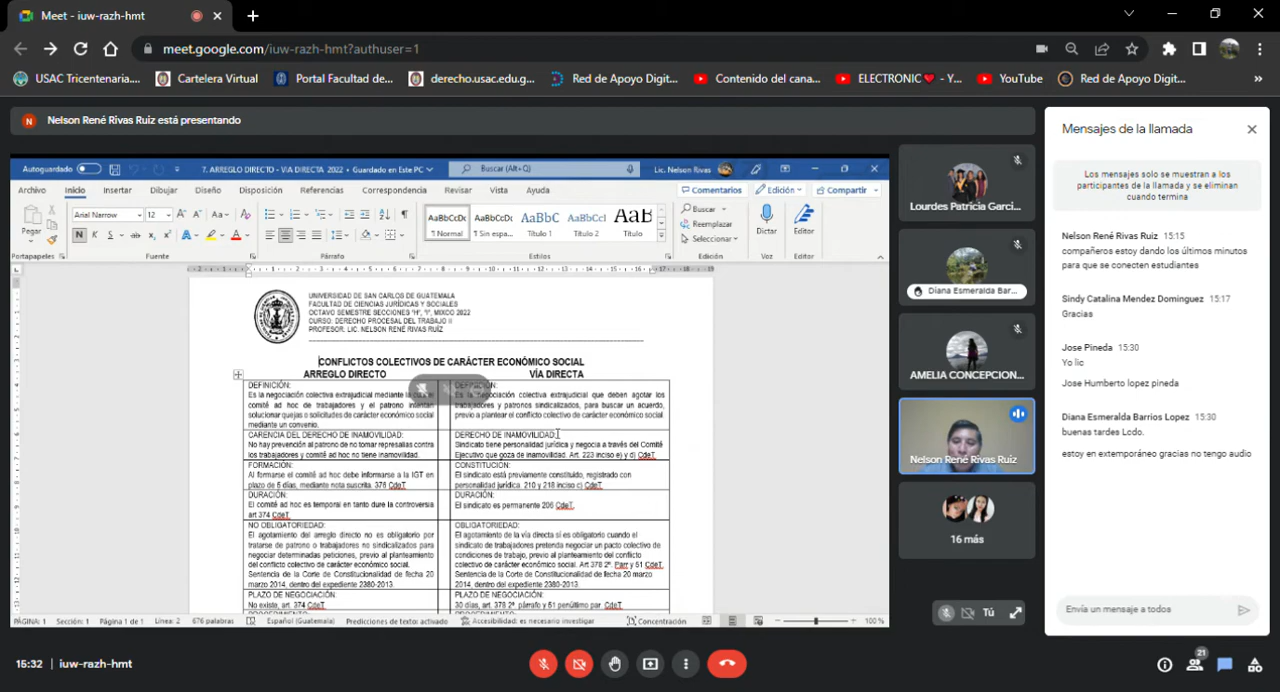 Meet - iuw-razh-hmt
meet.google.com/iuw-razh-hmt?authuser=1
USAC Tricentenaria.... Cartelera Virtual Portal Facultad de... derecho.usac.edu.g... Red de Apoyo Digit... Contenido del cana... ELECTRONIC❤ - Y... YouTube Red de Apoyo Digit... »
N Nelson René Rivas Ruiz está presentando
Autoguardado 7. ARREGLO DIRECTO - VIA DIRECTA 2022 • Guardado en Este PC Buscar (Alt+Q) Lic. Nelson Rivas
Archivo Inicio Insertar Dibujar Diseño Disposición Referencias Correspondencia Revisar Vista Ayuda Comentarios Edición Compartir
Pegar Arial Narrow 12 Aa N K S ab
AaBbCcDc AaBbCcDc AaBbC AaBbCcI AaB
¶ Normal ¶ Sin espa... Título 1 Título 2 Título
Buscar
Reemplazar
Seleccionar
Dictar Editor
Portapapeles Fuente Párrafo Estilos Edición Voz Editor
UNIVERSIDAD DE SAN CARLOS DE GUATEMALA
FACULTAD DE CIENCIAS JURÍDICAS Y SOCIALES
OCTAVO SEMESTRE SECCIONES "H", "I", MIXCO 2022
CURSO: DERECHO PROCESAL DEL TRABAJO II
PROFESOR: LIC. NELSON RENÉ RIVAS RUÍZ
CONFLICTOS COLECTIVOS DE CARÁCTER ECONÓMICO SOCIAL
ARREGLO DIRECTO VÍA DIRECTA
DEFINICIÓN:
Es la negociación colectiva extrajudicial mediante la
comité ad hoc de trabajadores y el patrono intentan
solucionar quejas o solicitudes de carácter económico social
mediante un convenio.
DEFINICIÓN:
Es la negociación colectiva extrajudicial que deben agotar los
trabajadores y patronos sindicalizados, para buscar un acuerdo,
previo a plantear el conflicto colectivo de carácter económico social
CARENCIA DEL DERECHO DE INAMOVILIDAD:
No hay prevención al patrono de no tomar represalias contra
los trabajadores y comité ad hoc no tiene inamovilidad.
DERECHO DE INAMOVILIDAD:
Sindicato tiene personalidad jurídica y negocia a través del Comité
Ejecutivo que goza de inamovilidad. Art. 223 inciso e) y d) CdeT.
FORMACIÓN:
Al formarse el comité ad hoc debe informarse a la IGT en
plazo de 5 días, mediante nota suscrita. 376 CdeT
CONSTITUCIÓN:
El sindicato está previamente constituido, registrado con
personalidad jurídica. 210 y 218 inciso c) CdeT.
DURACIÓN:
El comité ad hoc es temporal en tanto dure la controversia
art 374 CdeT.
DURACIÓN:
El sindicato es permanente 206 CdeT.
NO OBLIGATORIEDAD:
El agotamiento del arreglo directo no es obligatorio por
tratarse de patrono o trabajadores no sindicalizados para
negociar determinadas peticiones, previo al planteamiento
del conflicto colectivo de carácter económico social.
Sentencia de la Corte de Constitucionalidad de fecha 20
marzo 2014, dentro del expediente 2380-2013.
OBLIGATORIEDAD:
El agotamiento de la vía directa sí es obligatorio cuando el
sindicato de trabajadores pretenda negociar un pacto colectivo de
condiciones de trabajo, previo al planteamiento del conflicto
colectivo de carácter económico social. Art 378 2º. Parr y 51 CdeT.
Sentencia de la Corte de Constitucionalidad de fecha 20 marzo
2014, dentro del expediente 2380-2013.
PLAZO DE NEGOCIACIÓN:
No existe, art. 374 CdeT
PLAZO DE NEGOCIACIÓN:
30 días, art. 378 2º. párrafo y 51 penúltimo par. CdeT
PÁGINA: 1 Sección: 1 Página 1 de 1 Línea: 2 676 palabras Español (Guatemala) Predicciones de texto: activado Accesibilidad: es necesario investigar Concentración 100 %
Lourdes Patricia Garci...
Diana Esmeralda Bar...
AMELIA CONCEPCION...
Nelson René Rivas Ruiz
16 más
Tú
Mensajes de la llamada
Los mensajes solo se muestran a los
participantes de la llamada y se eliminan
cuando termina
Nelson René Rivas Ruiz 15:15
compañeros estoy dando los últimos minutos
para que se conecten estudiantes
Sindy Catalina Mendez Dominguez 15:17
Gracias
Jose Pineda 15:30
Yo lic
Jose Humberto lopez pineda
Diana Esmeralda Barrios Lopez 15:30
buenas tardes Lcdo.
estoy en extemporáneo gracias no tengo audio
Envía un mensaje a todos
15:32 | iuw-razh-hmt
21